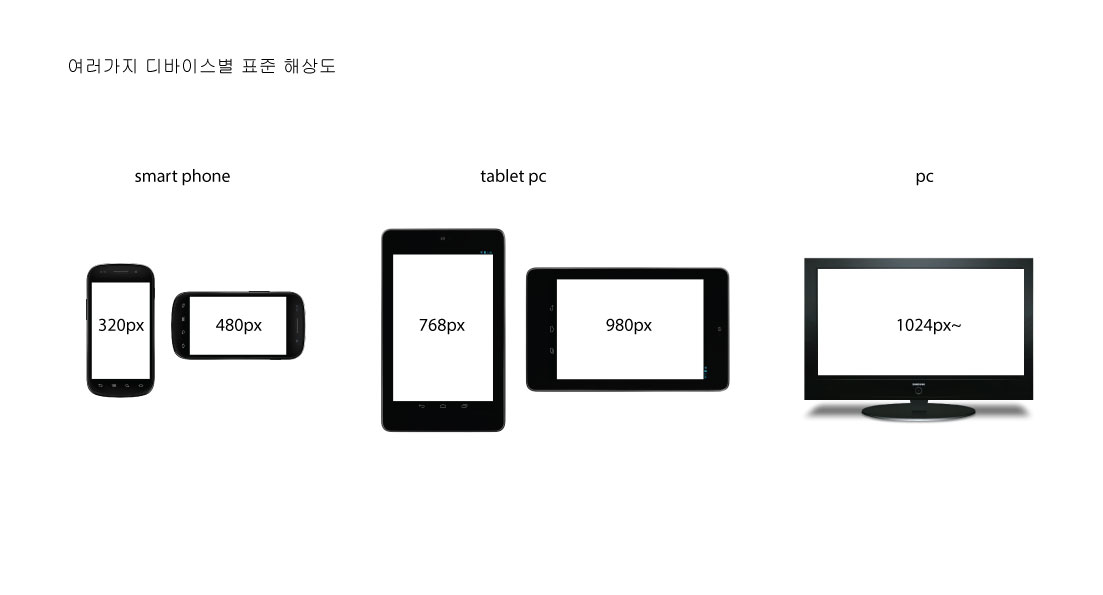 여러가지 디바이스별 표준 해상도
smart phone
tablet pc
pc
320px
480px
768px
980px
1024px~